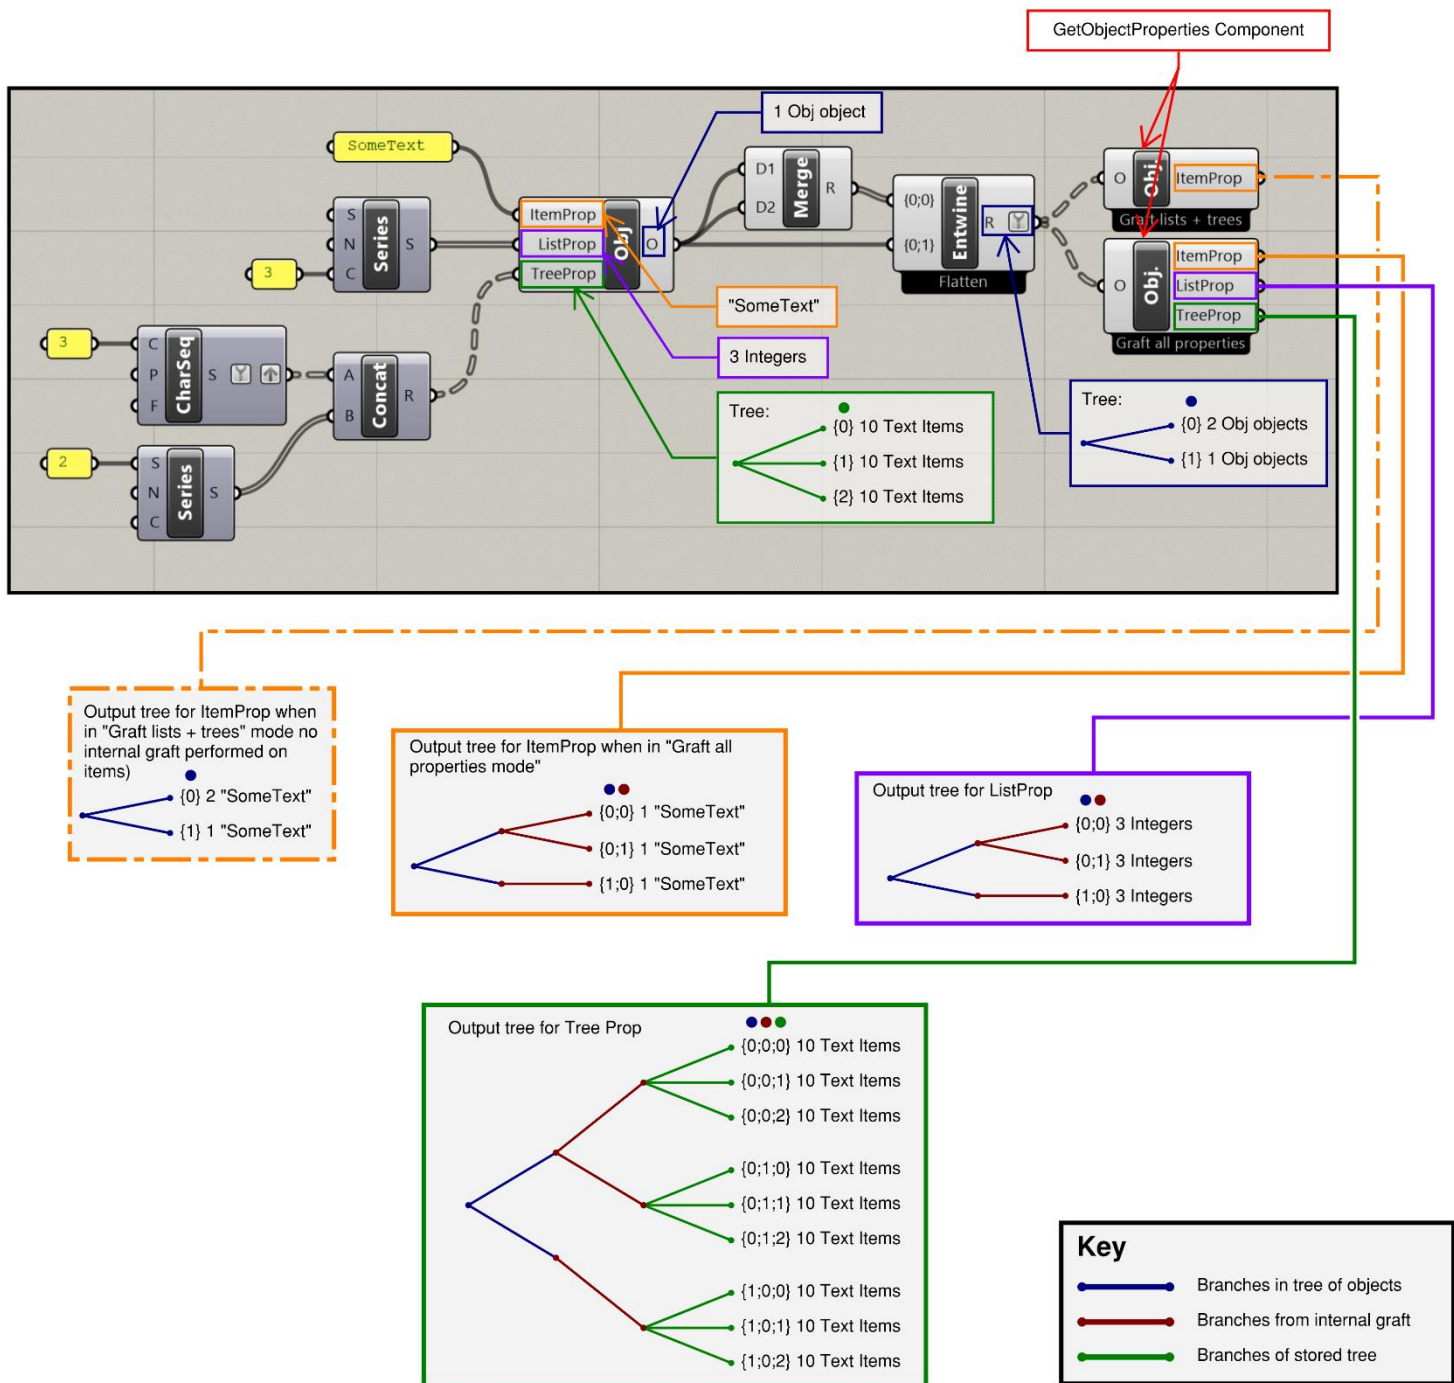 GetObjectProperties Component
1 Obj object
SomeText
ItemProp
ListProp
TreeProp
Obj
O
S
N
C
Series
S
3
D1
D2
Merge
R
{0;0}
{0;1}
Entwine
R
Flatten
O
Obj.
ItemProp
Graft lists + trees
O
Obj.
ItemProp
ListProp
TreeProp
Graft all properties
"SomeText"
3 Integers
3
C
P
F
CharSeq
S
A
B
Concat
R
2
S
N
C
Series
S
Tree:
{0} 10 Text Items
{1} 10 Text Items
{2} 10 Text Items
Tree:
{0} 2 Obj objects
{1} 1 Obj objects
Output tree for ItemProp when
in "Graft lists + trees" mode no
internal graft performed on
items)
{0} 2 "SomeText"
{1} 1 "SomeText"
Output tree for ItemProp when in "Graft all
properties mode"
{0;0} 1 "SomeText"
{0;1} 1 "SomeText"
{1;0} 1 "SomeText"
Output tree for ListProp
{0;0} 3 Integers
{0;1} 3 Integers
{1;0} 3 Integers
Output tree for Tree Prop
{0;0;0} 10 Text Items
{0;0;1} 10 Text Items
{0;0;2} 10 Text Items
{0;1;0} 10 Text Items
{0;1;1} 10 Text Items
{0;1;2} 10 Text Items
{1;0;0} 10 Text Items
{1;0;1} 10 Text Items
{1;0;2} 10 Text Items
Key
Branches in tree of objects
Branches from internal graft
Branches of stored tree